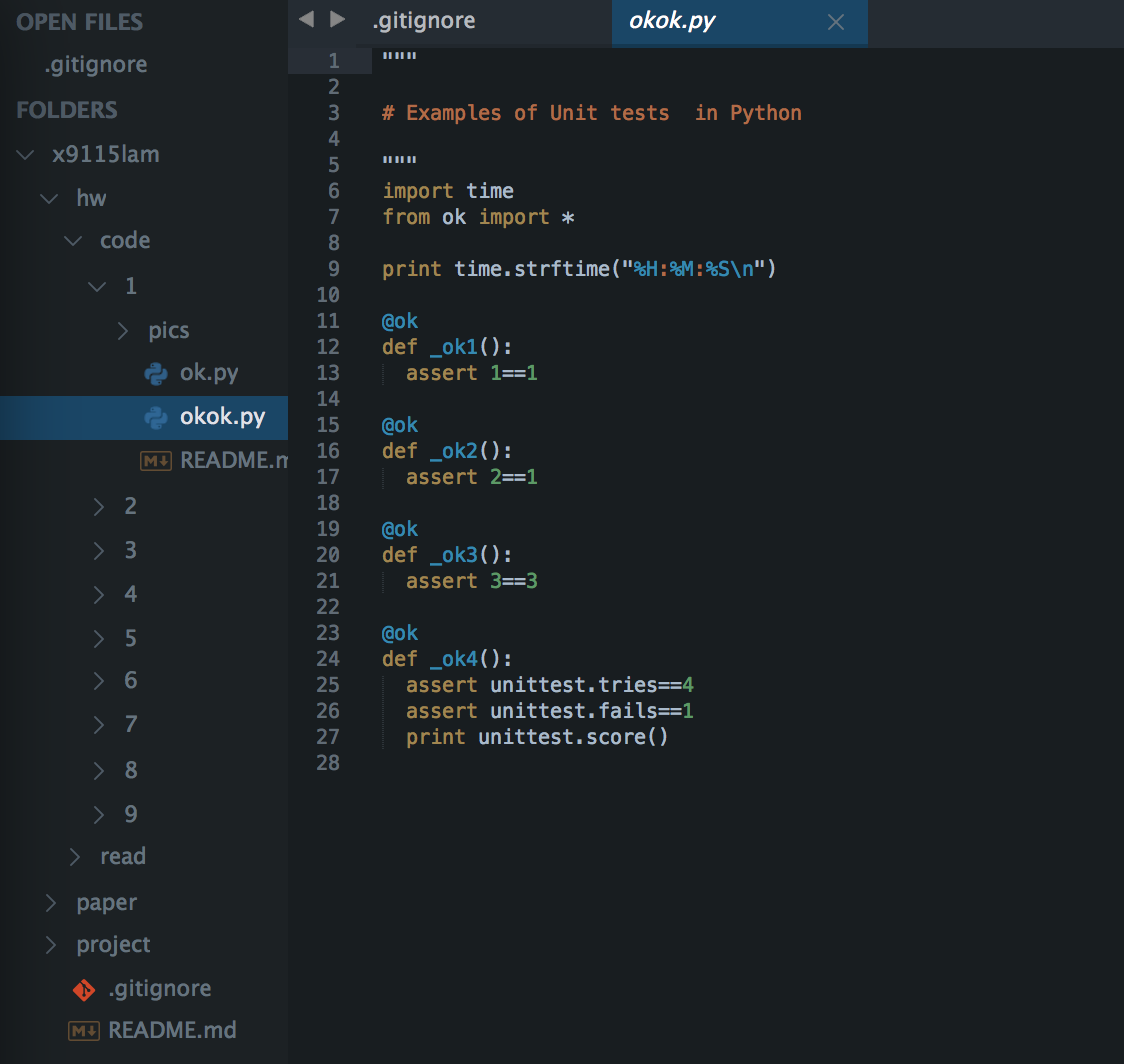 OPEN FILES
.gitignore
FOLDERS
x9115lam
hw
code
1
pics
ok.py
okok.py
README.m
2
3
4
5
6
7
8
9
read
paper
project
.gitignore
README.md
.gitignore
okok.py
1 """
2
3 # Examples of Unit tests  in Python
4
5 """
6 import time
7 from ok import *
8
9 print time.strftime("%H:%M:%S\n")
10
11 @ok
12 def _ok1():
13   assert 1==1
14
15 @ok
16 def _ok2():
17   assert 2==1
18
19 @ok
20 def _ok3():
21   assert 3==3
22
23 @ok
24 def _ok4():
25   assert unittest.tries==4
26   assert unittest.fails==1
27   print unittest.score()
28